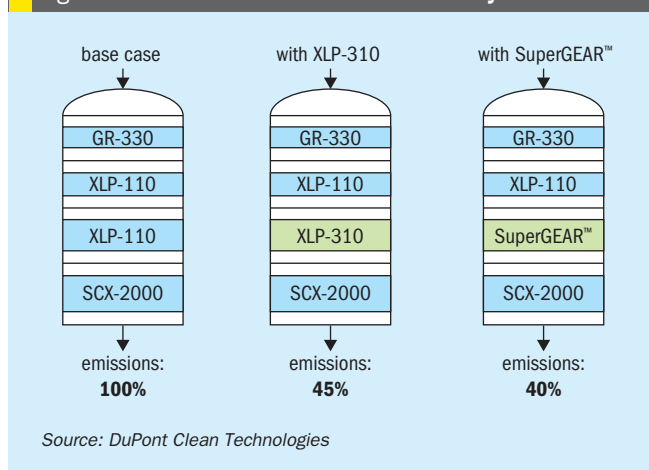 base case
GR-330
XLP-110
XLP-110
SCX-2000
emissions:
100%
with XLP-310
GR-330
XLP-110
XLP-310
SCX-2000
emissions:
45%
with SuperGEAR™
GR-330
XLP-110
SuperGEAR™
SCX-2000
emissions:
40%
Source: DuPont Clean Technologies